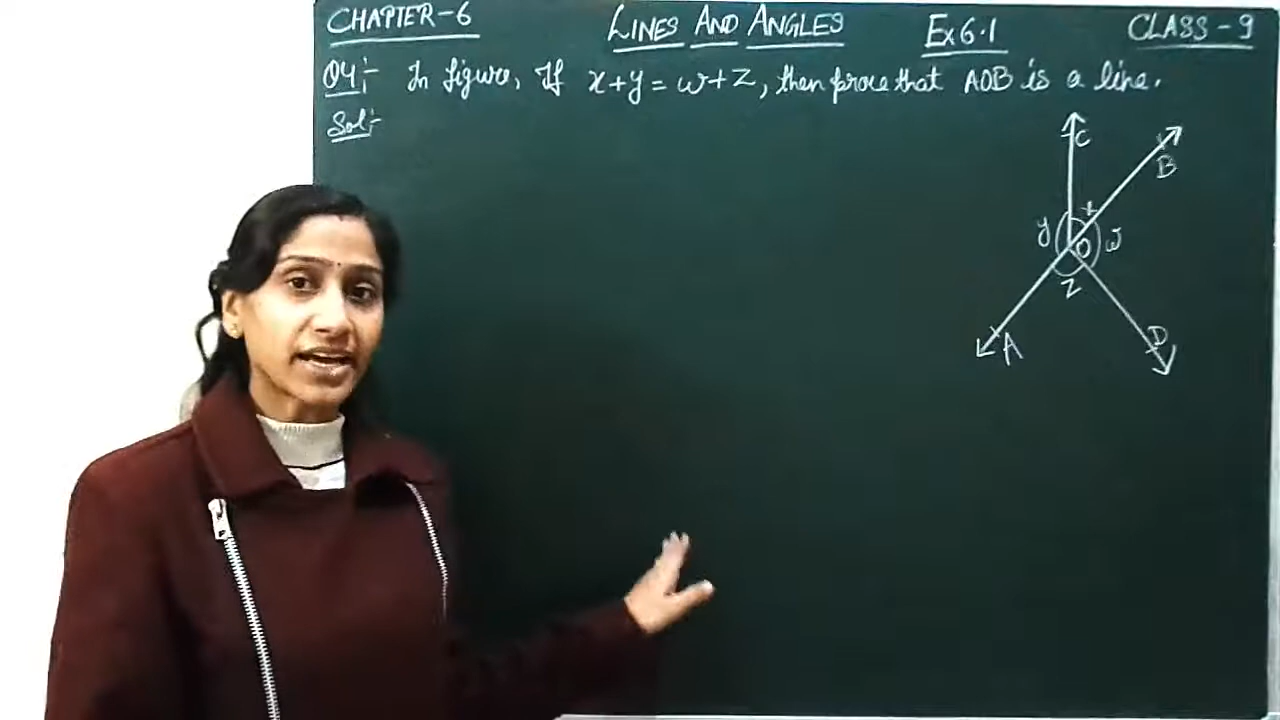 CHAPTER-6 LINES AND ANGLES Ex 6.1 CLASS-9
Q4:- In figure, If x+y = w+z, then prove that AOB is a line.
Sol:-
C
B
x
y
O
w
z
A
D